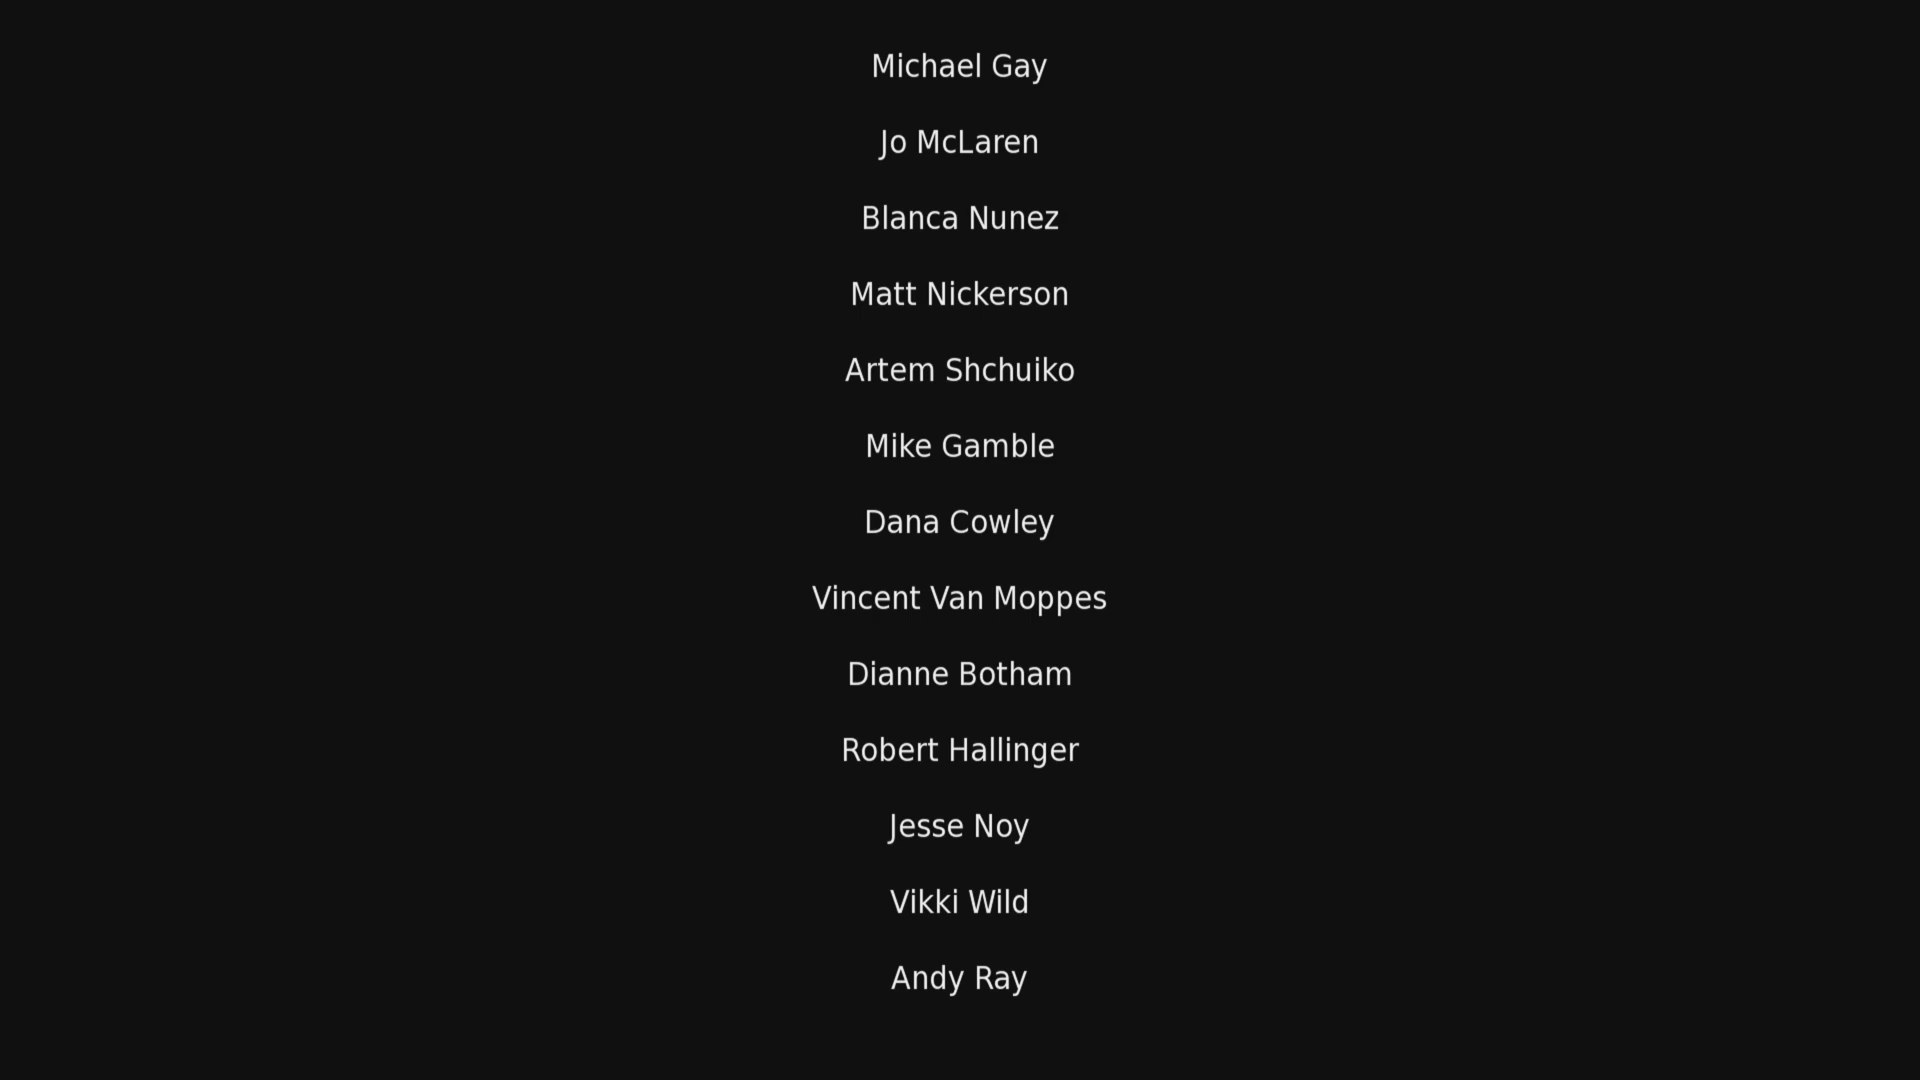 Michael Gay
Jo McLaren
Blanca Nunez
Matt Nickerson
Artem Shchuiko
Mike Gamble
Dana Cowley
Vincent Van Moppes
Dianne Botham
Robert Hallinger
Jesse Noy
Vikki Wild
Andy Ray